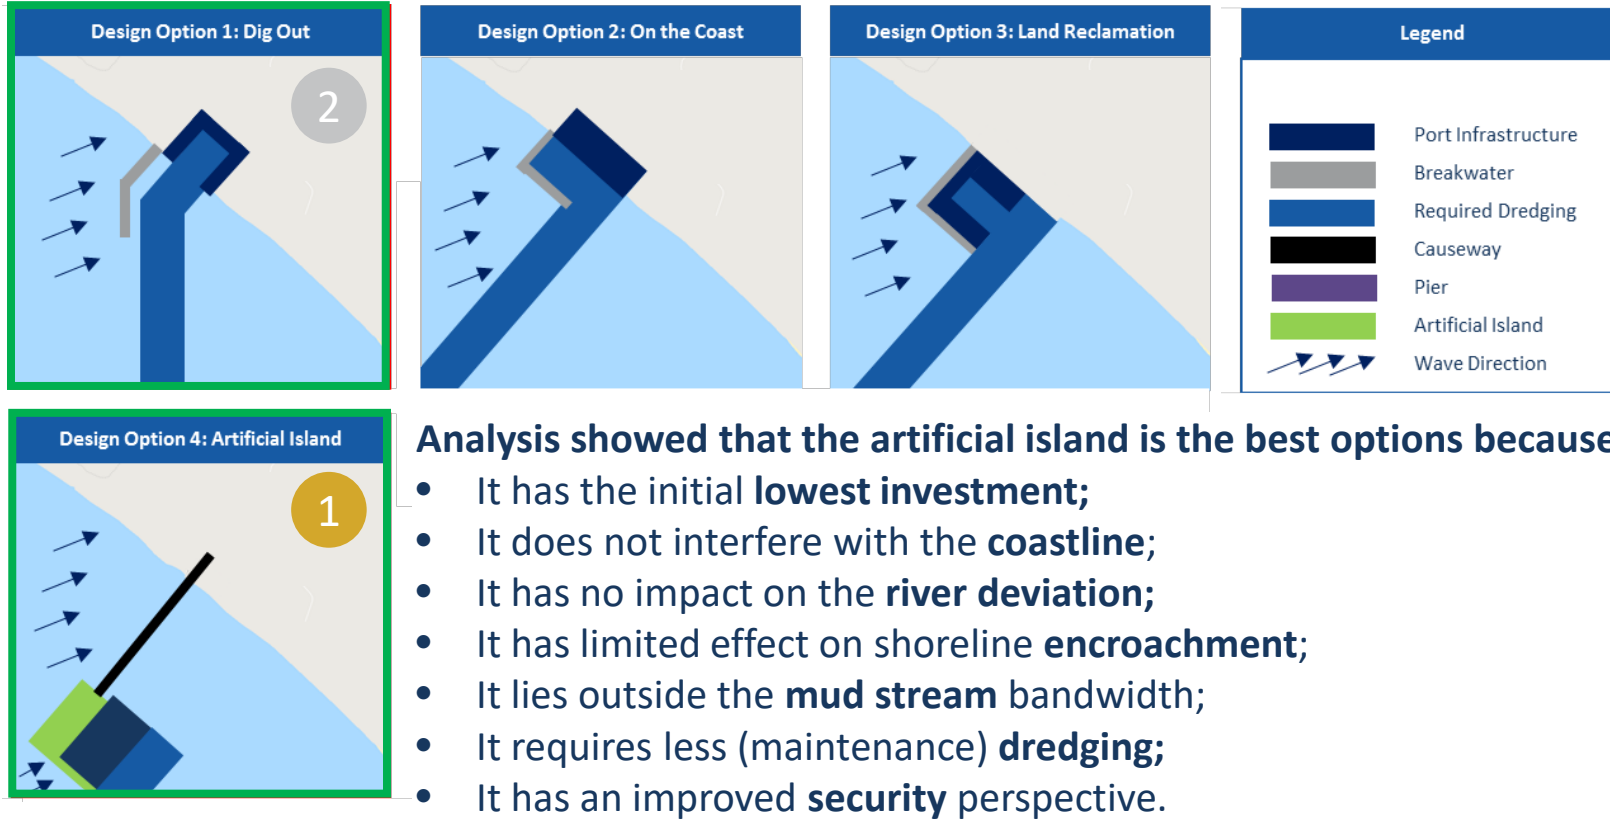 Design Option 1: Dig Out
2
Design Option 2: On the Coast
Design Option 3: Land Reclamation
Legend
Port Infrastructure
Breakwater
Required Dredging
Causeway
Pier
Artificial Island
Wave Direction
Design Option 4: Artificial Island
1
Analysis showed that the artificial island is the best options because
• It has the initial lowest investment;
• It does not interfere with the coastline;
• It has no impact on the river deviation;
• It has limited effect on shoreline encroachment;
• It lies outside the mud stream bandwidth;
• It requires less (maintenance) dredging;
• It has an improved security perspective.